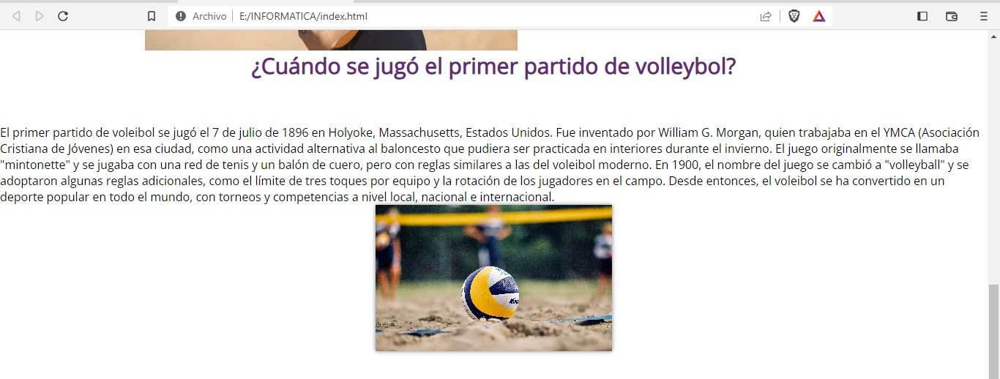 Archivo E:/INFORMATICA/index.html
¿Cuándo se jugó el primer partido de volleybol?
El primer partido de voleibol se jugó el 7 de julio de 1896 en Holyoke, Massachusetts, Estados Unidos. Fue inventado por William G. Morgan, quien trabajaba en el YMCA (Asociación
Cristiana de Jóvenes) en esa ciudad, como una actividad alternativa al baloncesto que pudiera ser practicada en interiores durante el invierno. El juego originalmente se llamaba
"mintonette" y se jugaba con una red de tenis y un balón de cuero, pero con reglas similares a las del voleibol moderno. En 1900, el nombre del juego se cambió a "volleyball" y se
adoptaron algunas reglas adicionales, como el límite de tres toques por equipo y la rotación de los jugadores en el campo. Desde entonces, el voleibol se ha convertido en un
deporte popular en todo el mundo, con torneos y competencias a nivel local, nacional e internacional.